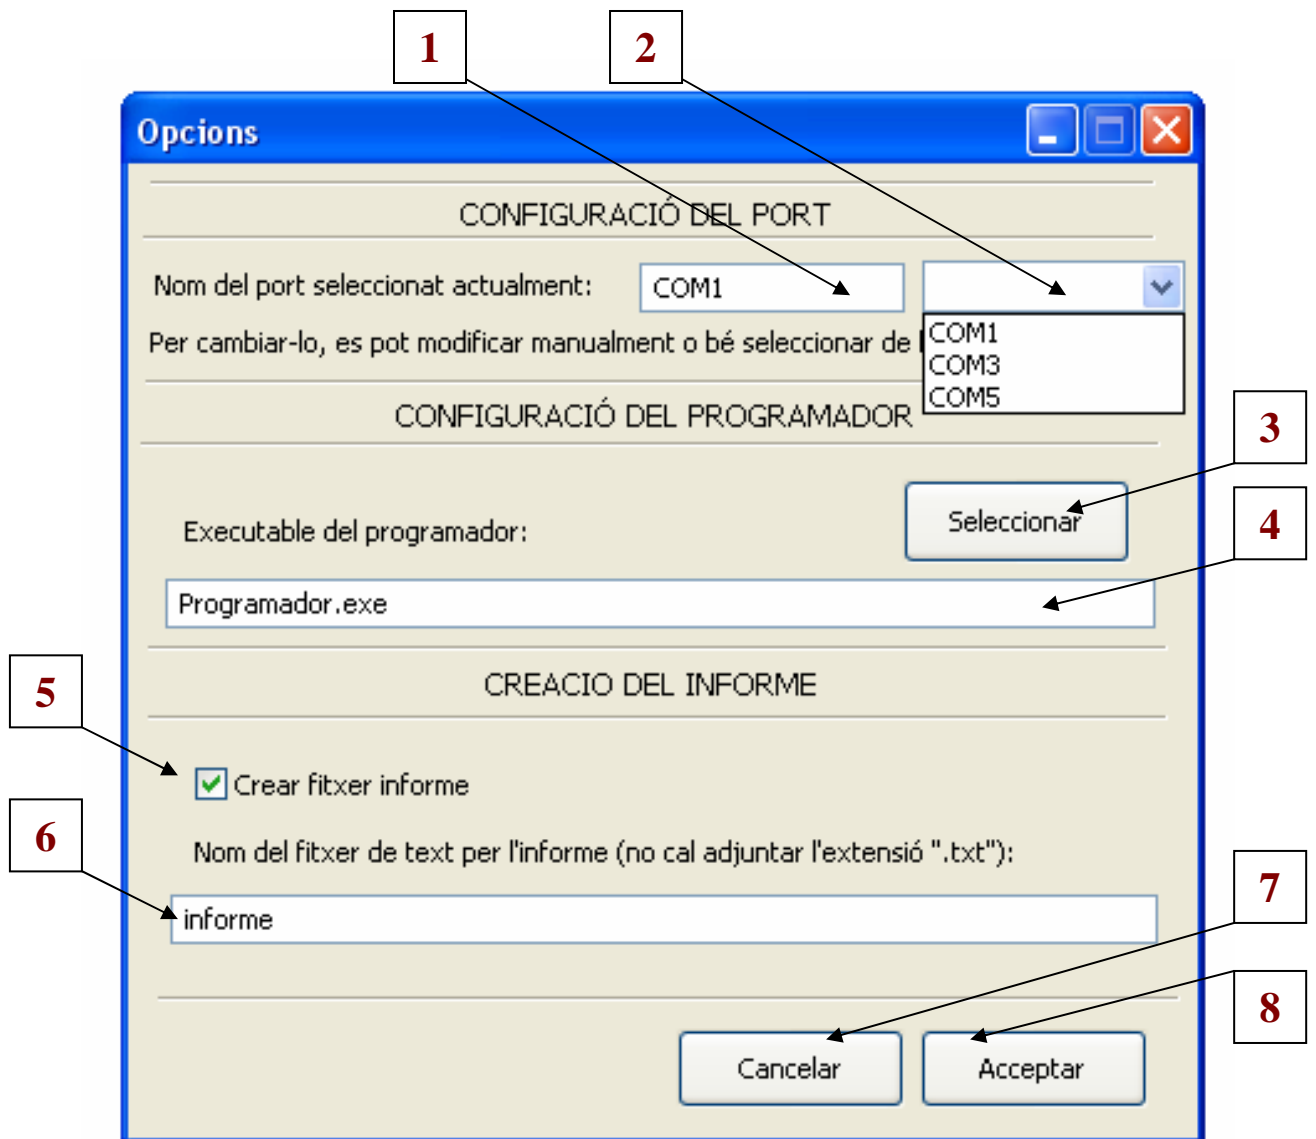 1
2
Opcions
CONFIGURACIÓ DEL PORT
Nom del port seleccionat actualment:
COM1
Per cambiar-lo, es pot modificar manualment o bé seleccionar de
COM1
COM3
COM5
CONFIGURACIÓ DEL PROGRAMADOR
3
Seleccionar
4
Executable del programador:
Programador.exe
5
CREACIO DEL INFORME
Crear fitxer informe
6
Nom del fitxer de text per l'informe (no cal adjuntar l'extensió ".txt"):
7
informe
8
Cancelar
Acceptar